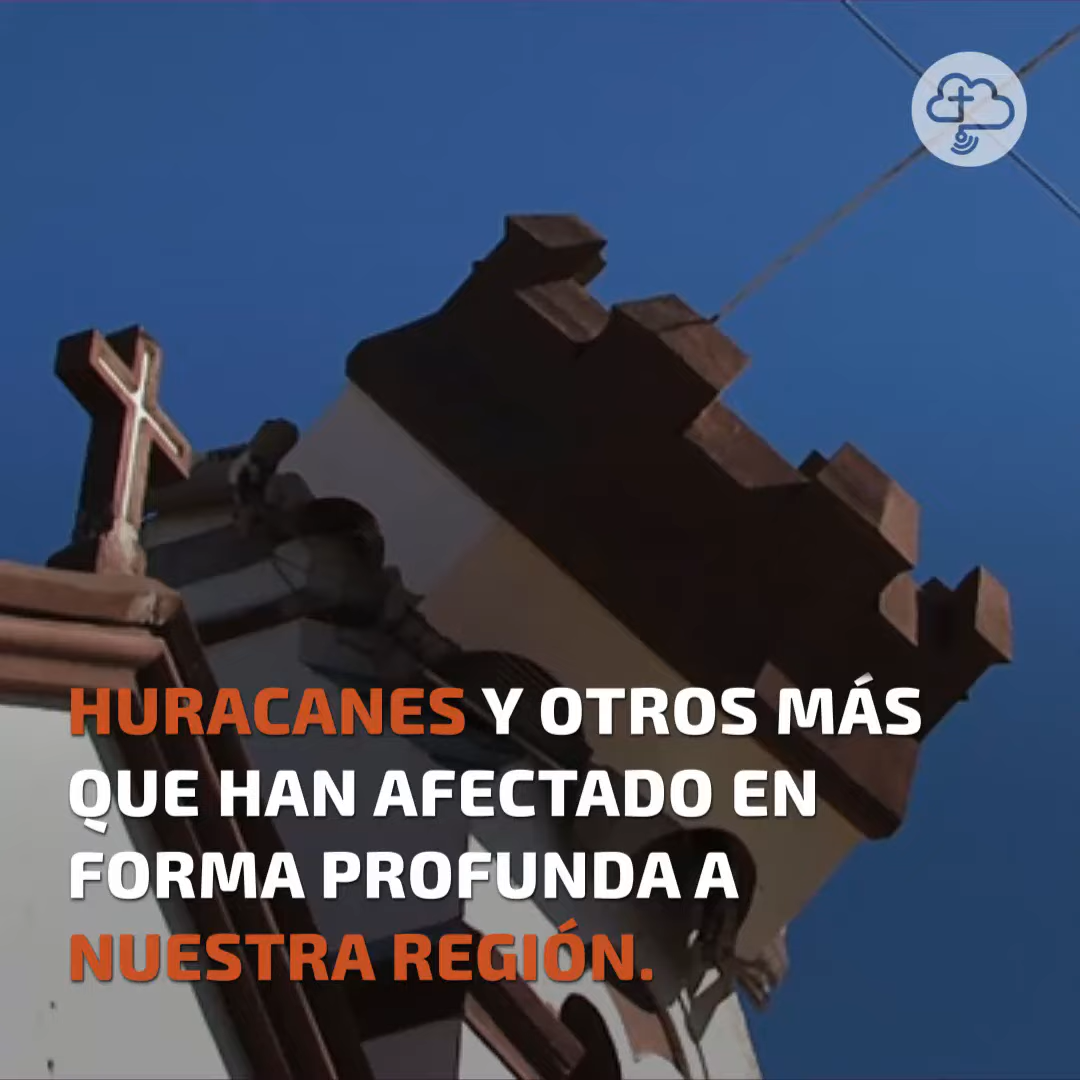 HURACANES Y OTROS MÁS
QUE HAN AFECTADO EN
FORMA PROFUNDA A
NUESTRA REGIÓN.